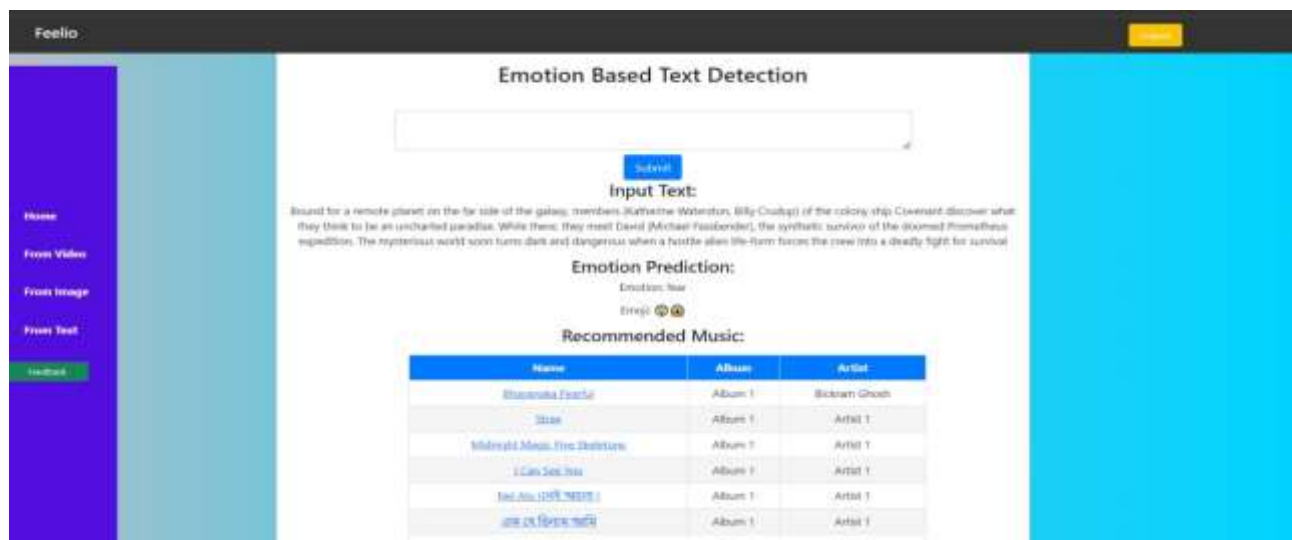 Feelio
Emotion Based Text Detection
Submit
Input Text:
Bound for a remote planet on the far side of the galaxy, members (Katherine Waterston, Billy Crudup) of the colony ship Covenant discover what
they think to be an uncharted paradise. While there, they meet David (Michael Fassbender), the synthetic survivor of the doomed Prometheus
expedition. The mysterious world soon turns dark and dangerous when a hostile alien life-form forces the crew into a deadly fight for survival
Home
From Video
From Image
From Text
Feedback
Emotion Prediction:
Emotion: fear
Emoji:
Recommended Music:
Name Album Artist
Bhayanaka Fearful Album 1 Bickram Ghosh
Album 1 Artist 1
Midnight Magic Five Skeletons Album 1 Artist 1
I Can See You Album 1 Artist 1
Album 1 Artist 1
Album 1 Artist 1